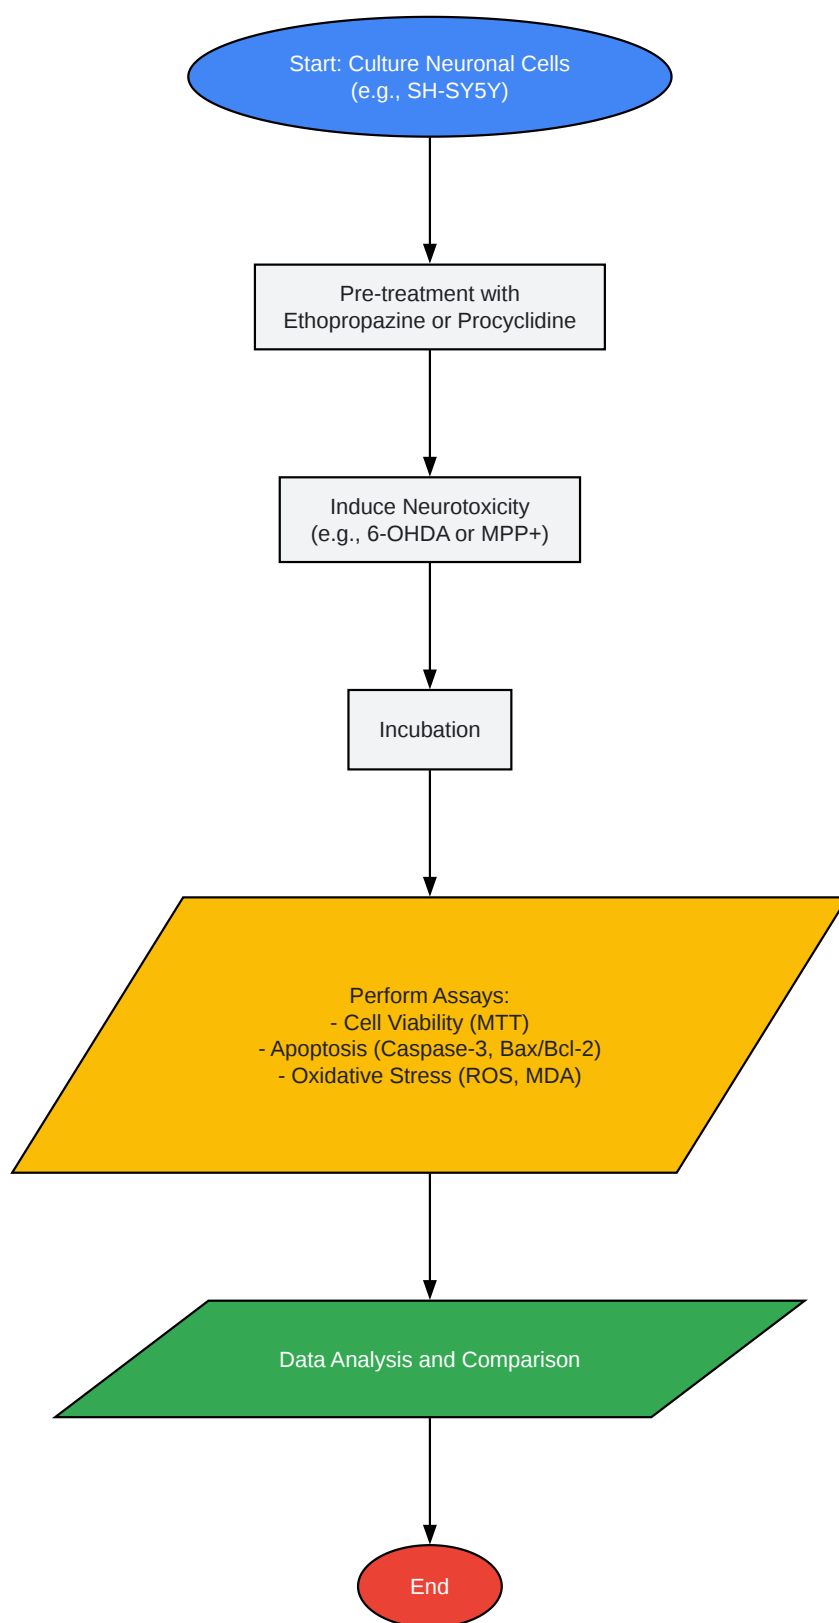 Start: Culture Neuronal Cells
(e.g., SH-SY5Y)
Pre-treatment with
Ethopropazine or Procyclidine
Induce Neurotoxicity
(e.g., 6-OHDA or MPP+)
Incubation
Perform Assays:
- Cell Viability (MTT)
- Apoptosis (Caspase-3, Bax/Bcl-2)
- Oxidative Stress (ROS, MDA)
Data Analysis and Comparison
End